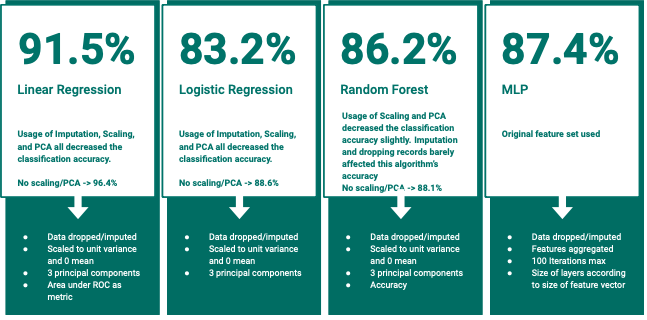 91.5%
Linear Regression
Usage of Imputation, Scaling,
and PCA all decreased the
classification accuracy.
No scaling/PCA -> 96.4%
• Data dropped/imputed
• Scaled to unit variance
and 0 mean
• 3 principal components
• Area under ROC as
metric
83.2%
Logistic Regression
Usage of Imputation, Scaling,
and PCA all decreased the
classification accuracy.
No scaling/PCA -> 88.6%
• Data dropped/imputed
• Scaled to unit variance
and 0 mean
• 3 principal components
86.2%
Random Forest
Usage of Scaling and PCA
decreased the classification
accuracy slightly. Imputation
and dropping records barely
affected this algorithm's
accuracy
No scaling/PCA -> 88.1%
• Data dropped/imputed
• Scaled to unit variance
and 0 mean
• 3 principal components
• Accuracy
87.4%
MLP
Original feature set used
• Data dropped/imputed
• Features aggregated
• 100 Iterations max
• Size of layers according
to size of feature vector